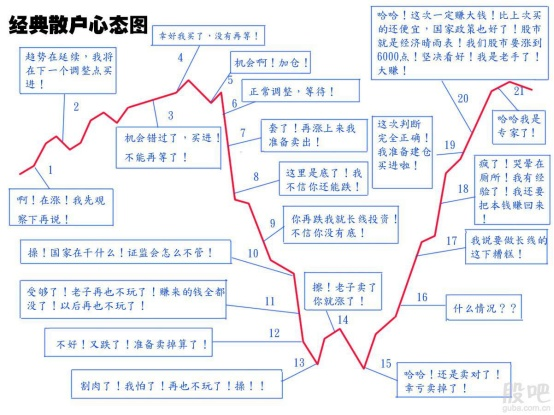 经典散户心态图
趋势在延续，我将
在下一个调整点买
进！
2
啊！在涨！我先观
察下再说！
1
机会错过了，买进！
不能再等了！
3
幸好我买了，没有再等！
4
机会啊！加仓！
5
正常调整，等待！
6
套了！再涨上来我
准备卖出！
7
这里是底了！我不
信你还能跌！
8
你再跌我就长线投资！
不信你没有底！
9
操！国家在干什么！证监会怎么不管！
10
受够了！老子再也不玩了！赚来的钱全都
没了！以后再也不玩了！
11
不好！又跌了！准备卖掉算了！
12
割肉了！我怕了！再也不玩了！操！！
13
擦！老子卖了
你就涨了！
14
哈哈！还是卖对了！
幸亏卖掉了！
15
什么情况？？
16
我说要做长线的
这下糟糕！
17
疯了！哭晕在
厕所！我有经
验了！我还要
把本钱赚回来！
18
这次判断
完全正确！
我准备建仓
买进啦！
19
哈哈！这次一定赚大钱！比上次买
的还便宜，国家政策也好了！股市
就是经济晴雨表！我们股市要涨到
6000点！坚决看好！我是老手了！
大赚！
20
哈哈我是
专家了！
21
股吧
guba.com.cn